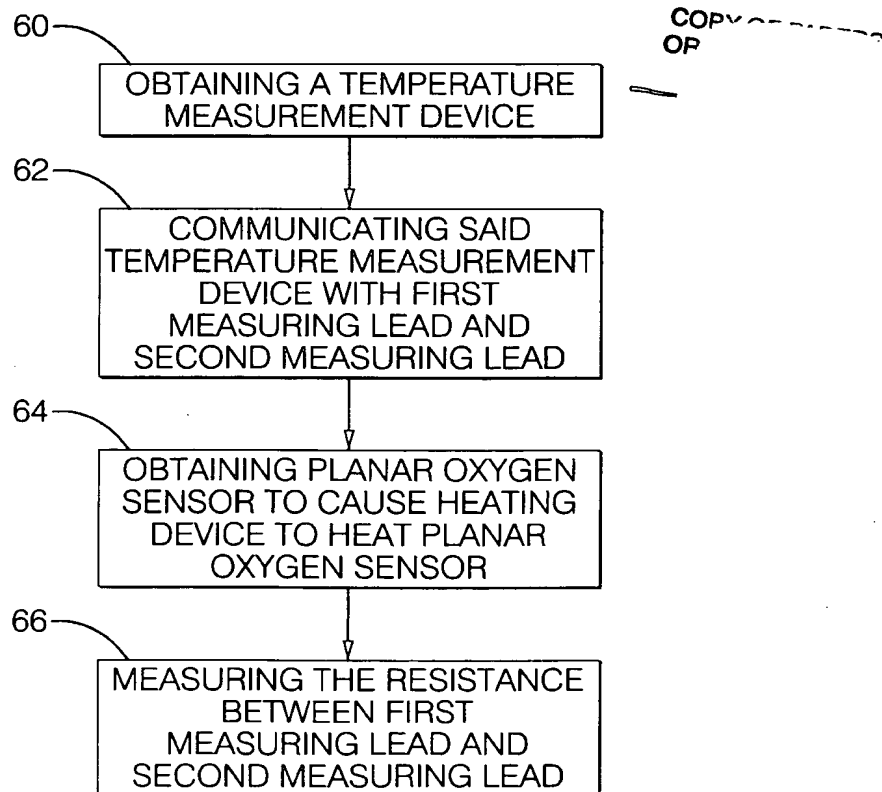 60
OBTAINING A TEMPERATURE
MEASUREMENT DEVICE
62
COMMUNICATING SAID
TEMPERATURE MEASUREMENT
DEVICE WITH FIRST
MEASURING LEAD AND
SECOND MEASURING LEAD
64
OBTAINING PLANAR OXYGEN
SENSOR TO CAUSE HEATING
DEVICE TO HEAT PLANAR
OXYGEN SENSOR
66
MEASURING THE RESISTANCE
BETWEEN FIRST
MEASURING LEAD AND
SECOND MEASURING LEAD
COPY